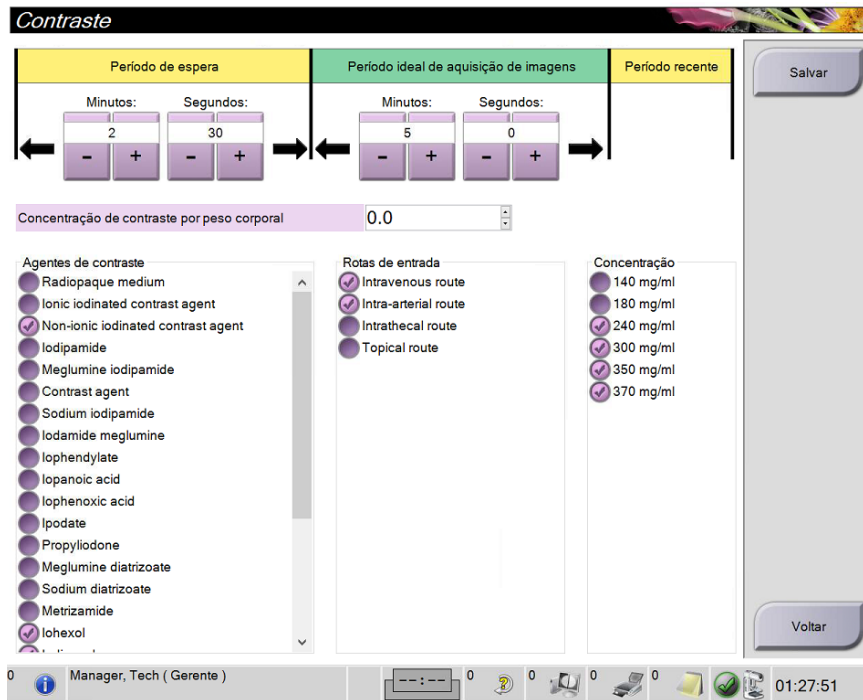 Contraste
Período de espera
Período ideal de aquisição de imagens
Período recente
Salvar
Minutos:
Segundos:
Minutos:
Segundos:
2
30
5
0
- + - +
- + - +
Concentração de contraste por peso corporal
0.0
Agentes de contraste
Radiopaque medium
Ionic iodinated contrast agent
Non-ionic iodinated contrast agent
Iodipamide
Meglumine iodipamide
Contrast agent
Sodium iodipamide
Iodamide meglumine
Iophendylate
Iopanoic acid
Iophenoxic acid
Ipodate
Propyliodone
Meglumine diatrizoate
Sodium diatrizoate
Metrizamide
Iohexol
Rotas de entrada
Intravenous route
Intra-arterial route
Intrathecal route
Topical route
Concentração
140 mg/ml
180 mg/ml
240 mg/ml
300 mg/ml
350 mg/ml
370 mg/ml
Voltar
0
Manager, Tech ( Gerente )
--:--
0
0
0
0
01:27:51